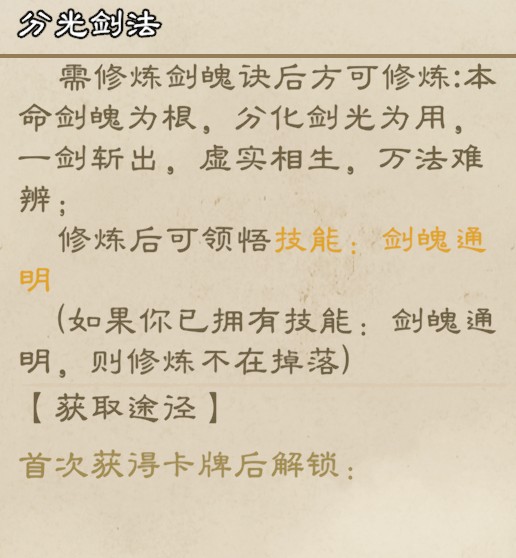 分光剑法
需修炼剑魄诀后方可修炼:本
命剑魄为根，分化剑光为用，
一剑斩出，虚实相生，万法难
辨；
修炼后可领悟技能：剑魄通
明
(如果你已拥有技能：剑魄通
明，则修炼不在掉落)
【获取途径】
首次获得卡牌后解锁：